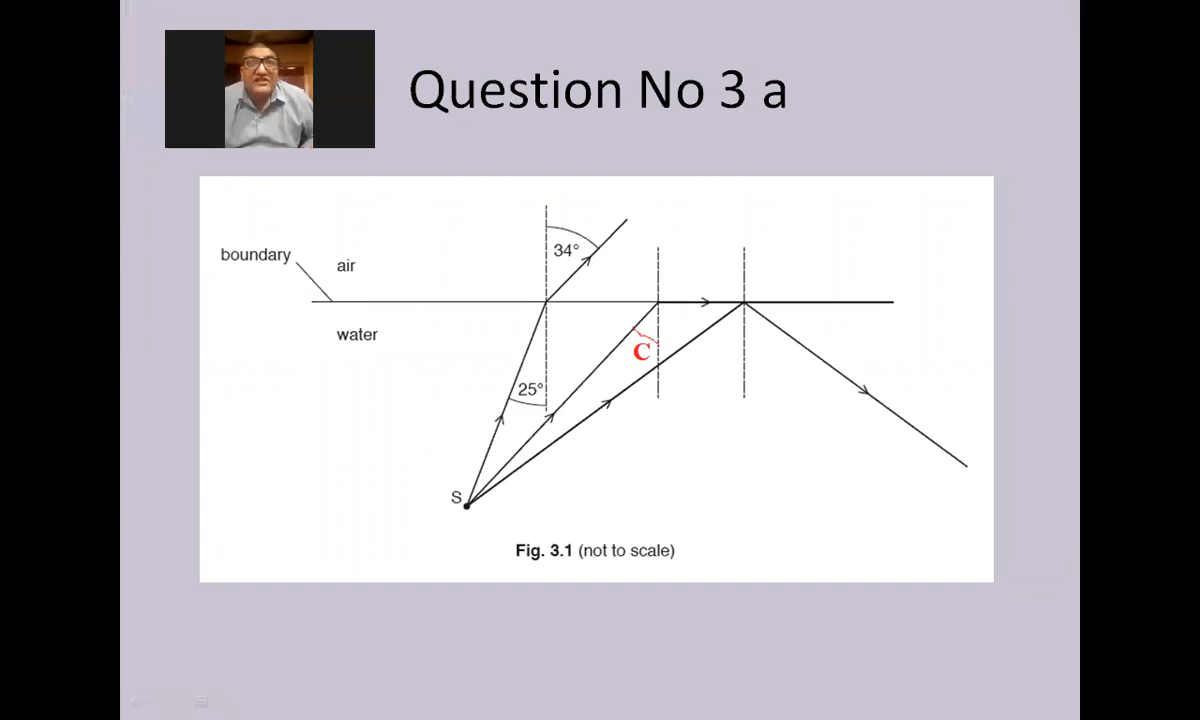 Question No 3 a
34°
boundary
air
water
C
25°
S
Fig. 3.1 (not to scale)